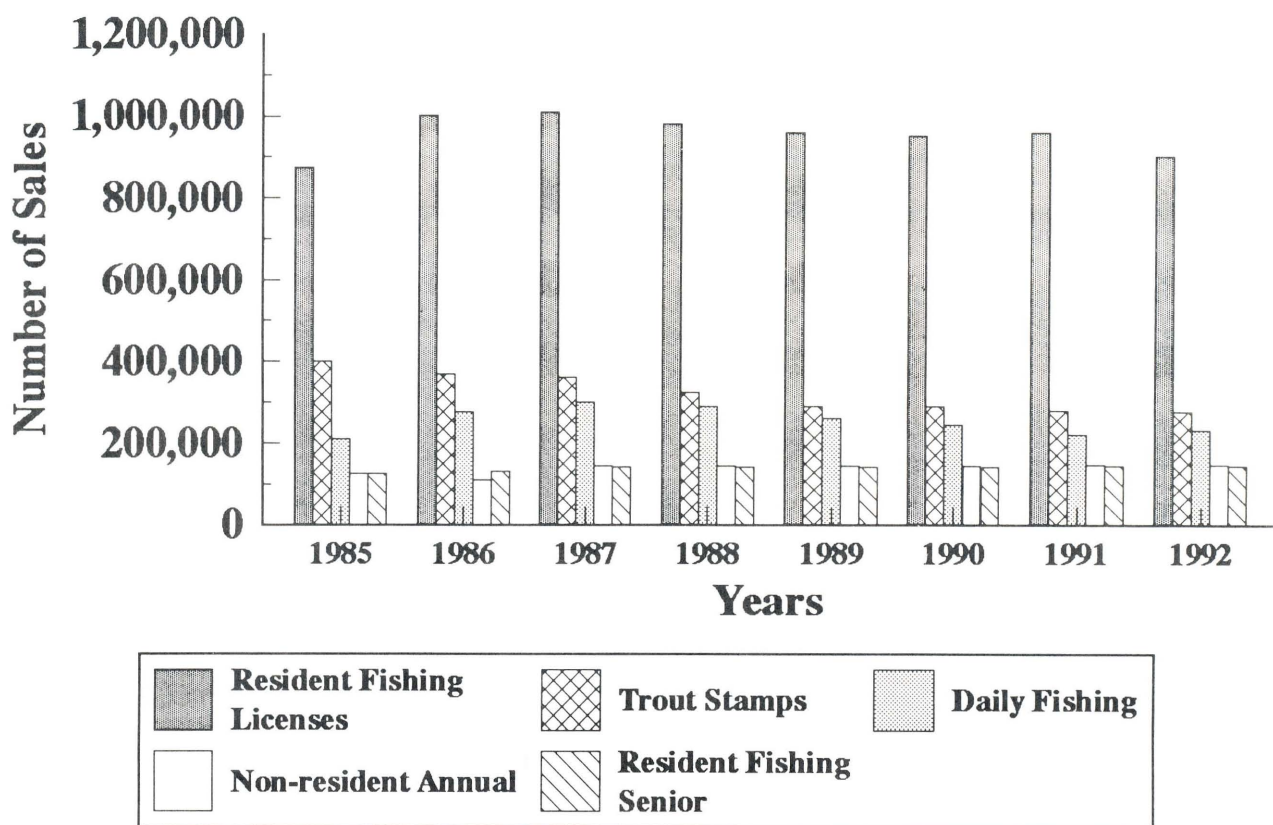 1,200,000
1,000,000
800,000
600,000
400,000
200,000
0
Number of Sales
1985 1986 1987 1988 1989 1990 1991 1992
Years
Resident Fishing
Licenses
Trout Stamps
Daily Fishing
Non-resident Annual
Resident Fishing
Senior